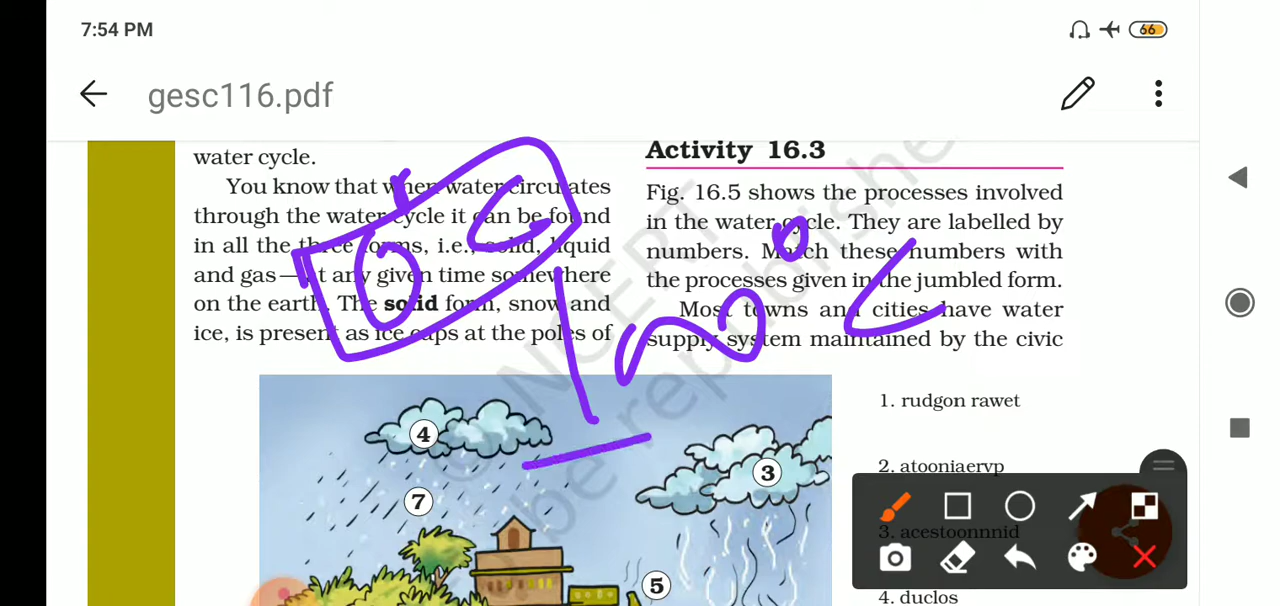 7:54 PM
66
gesc116.pdf
water cycle.
You know that when water circulates
through the water cycle it can be found
in all the three forms, i.e., solid, liquid
and gas—at any given time somewhere
on the earth. The solid form, snow and
ice, is present as ice caps at the poles of
Activity 16.3
Fig. 16.5 shows the processes involved
in the water cycle. They are labelled by
numbers. Match these numbers with
the processes given in the jumbled form.
Most towns and cities have water
supply system maintained by the civic
0°C
100°C
4
7
3
5
1. rudgon rawet
2. atooniaervp
3. acestoonnnid
4. duclos
© NCERT
be republished